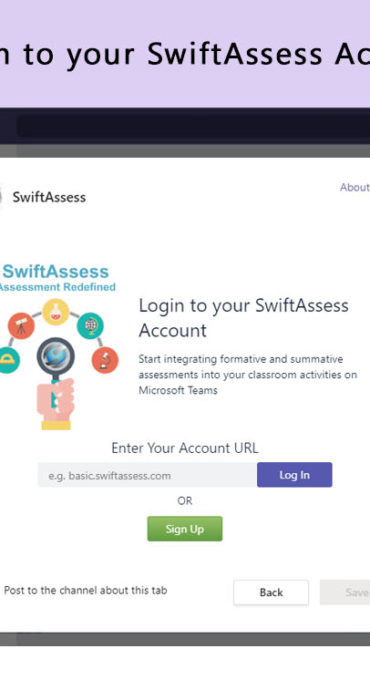 n to your SwiftAssess Ac
SwiftAssess
About
SwiftAssess
Assessment Redefined
Login to your SwiftAssess
Account
Start integrating formative and summative
assessments into your classroom activities on
Microsoft Teams
Enter Your Account URL
e.g. basic.swiftassess.com
Log In
OR
Sign Up
Post to the channel about this tab
Back
Save